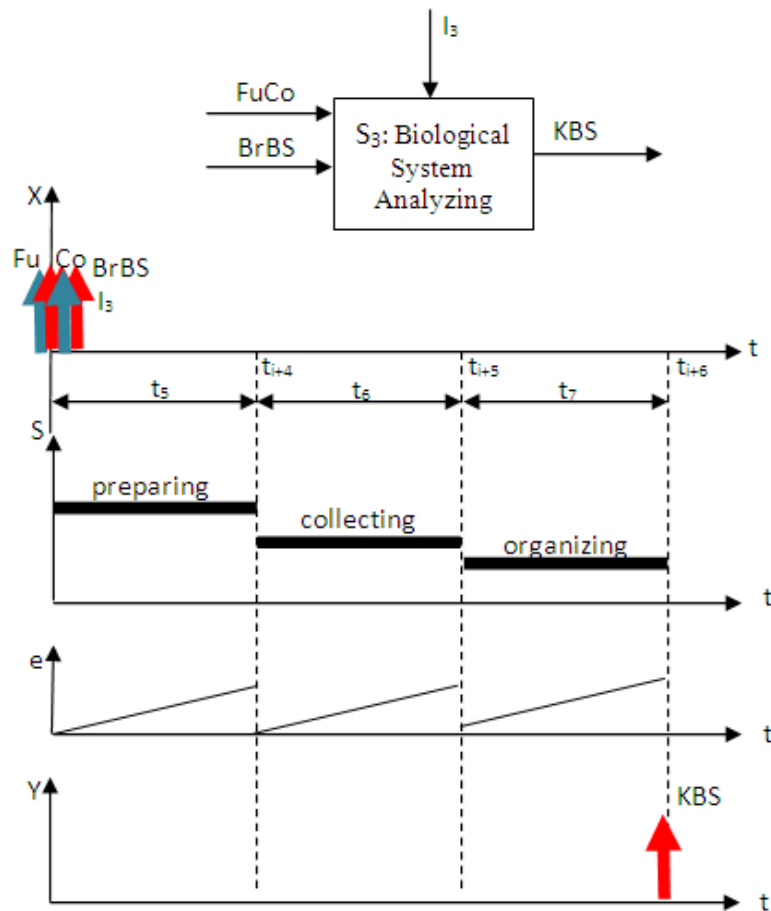 I₃
FuCo
BrBS
S₃: Biological
System
Analyzing
KBS
X
Fu Co BrBS
I₃
t
tᵢ₊₄ tᵢ₊₅ tᵢ₊₆
t₅ t₆ t₇
S
preparing
collecting
organizing
t
e
t
Y
KBS
t